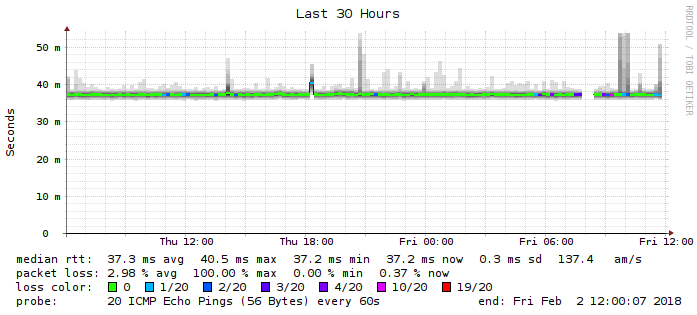 Last 30 Hours
RRDTOOL / TOBI OETIKER
Seconds
50 m
40 m
30 m
20 m
10 m
0
Thu 12:00 Thu 18:00 Fri 00:00 Fri 06:00 Fri 12:00
median rtt: 37.3 ms avg 40.5 ms max 37.2 ms min 37.2 ms now 0.3 ms sd 137.4 am/s
packet loss: 2.98 % avg 100.00 % max 0.00 % min 0.37 % now
loss color: 0 1/20 2/20 3/20 4/20 10/20 19/20
probe: 20 ICMP Echo Pings (56 Bytes) every 60s end: Fri Feb 2 12:00:07 2018